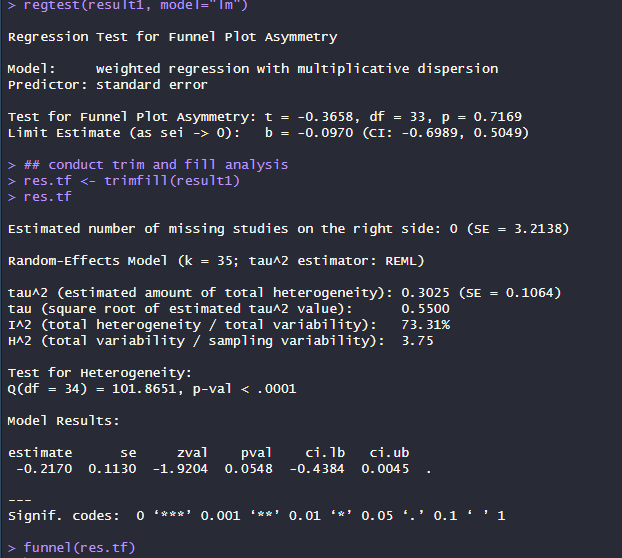 > regtest(result1, model="lm")
Regression Test for Funnel Plot Asymmetry
Model:     weighted regression with multiplicative dispersion
Predictor: standard error
Test for Funnel Plot Asymmetry: t = -0.3658, df = 33, p = 0.7169
Limit Estimate (as sei -> 0):   b = -0.0970 (CI: -0.6989, 0.5049)
> ## conduct trim and fill analysis
> res.tf <- trimfill(result1)
> res.tf
Estimated number of missing studies on the right side: 0 (SE = 3.2138)
Random-Effects Model (k = 35; tau^2 estimator: REML)
tau^2 (estimated amount of total heterogeneity): 0.3025 (SE = 0.1064)
tau (square root of estimated tau^2 value):      0.5500
I^2 (total heterogeneity / total variability):   73.31%
H^2 (total variability / sampling variability):  3.75
Test for Heterogeneity:
Q(df = 34) = 101.8651, p-val < .0001
Model Results:
estimate      se     zval    pval    ci.lb   ci.ub
 -0.2170  0.1130  -1.9204  0.0548  -0.4384  0.0045  .
---
Signif. codes:  0 ‘***’ 0.001 ‘**’ 0.01 ‘*’ 0.05 ‘.’ 0.1 ‘ ’ 1
> funnel(res.tf)